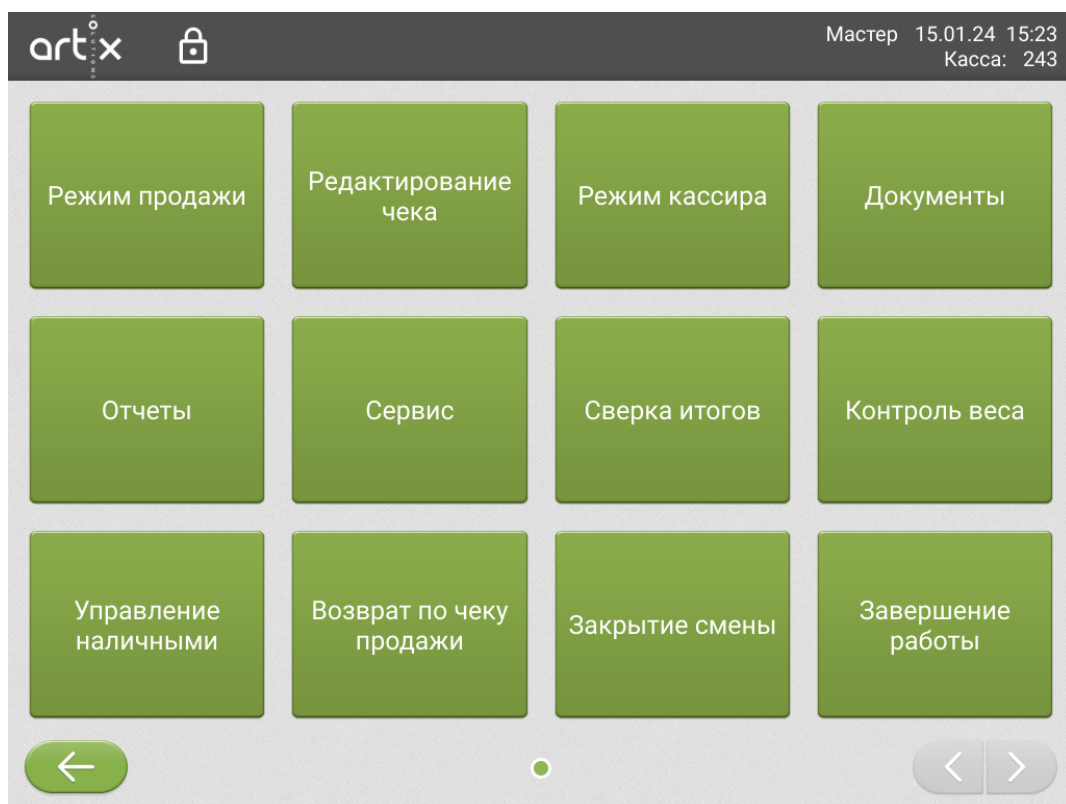 artix
SOLUTIONS
Мастер 15.01.24 15:23
Касса: 243
Режим продажи
Редактирование
чека
Режим кассира
Документы
Отчеты
Сервис
Сверка итогов
Контроль веса
Управление
наличными
Возврат по чеку
продажи
Закрытие смены
Завершение
работы